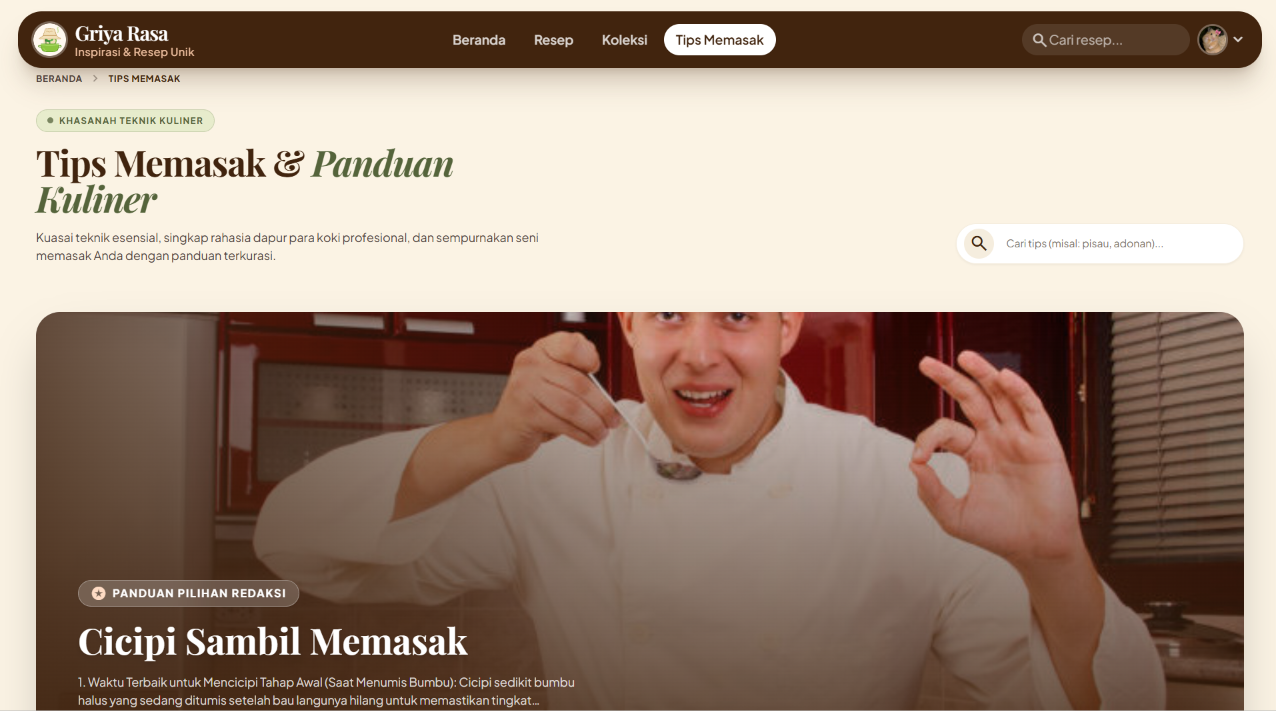 Griya Rasa
Inspirasi & Resep Unik
Beranda
Resep
Koleksi
Tips Memasak
Cari resep...
BERANDA > TIPS MEMASAK
KHASANAH TEKNIK KULINER
Tips Memasak & Panduan
Kuliner
Kuasai teknik esensial, singkap rahasia dapur para koki profesional, dan sempurnakan seni
memasak Anda dengan panduan terkurasi.
Cari tips (misal: pisau, adonan)...
PANDUAN PILIHAN REDAKSI
Cicipi Sambil Memasak
1. Waktu Terbaik untuk Mencicipi Tahap Awal (Saat Menumis Bumbu): Cicipi sedikit bumbu
halus yang sedang ditumis setelah bau langunya hilang untuk memastikan tingkat...